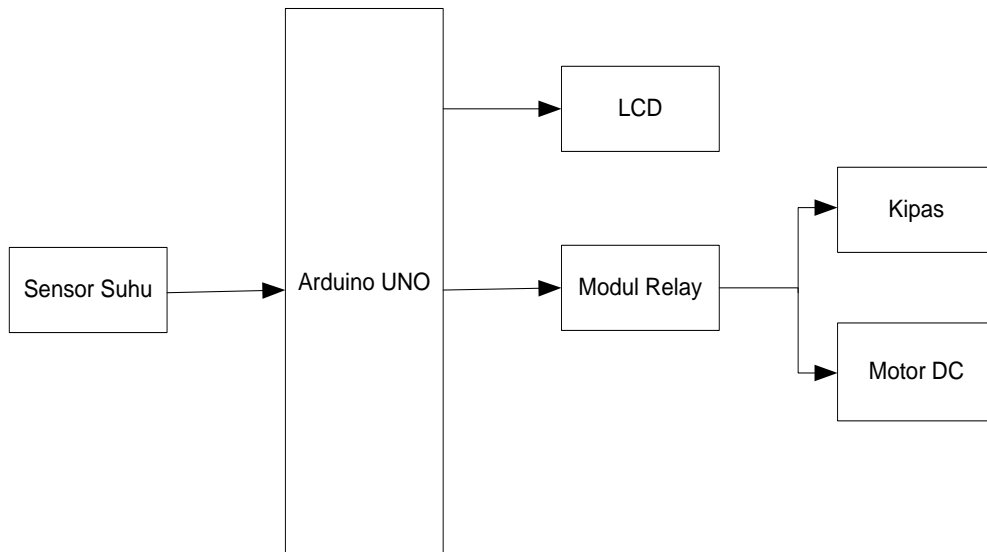 Sensor Suhu
Arduino UNO
LCD
Modul Relay
Kipas
Motor DC